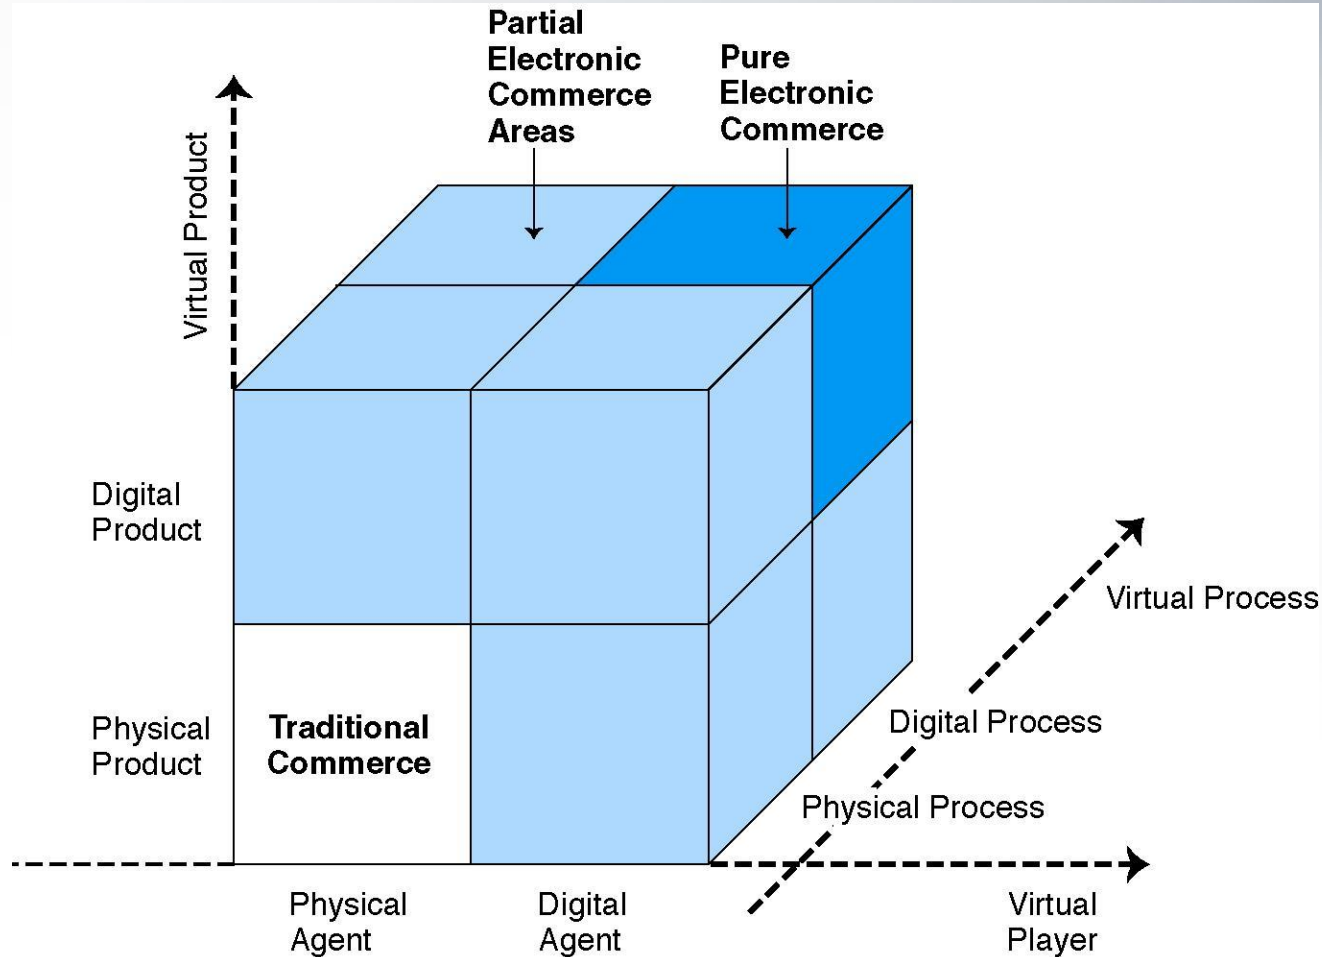 Partial
Electronic
Commerce
Areas
Pure
Electronic
Commerce
Virtual Product
Digital
Product
Virtual Process
Digital Process
Physical
Product
Traditional
Commerce
Physical Process
Physical
Agent
Digital
Agent
Virtual
Player